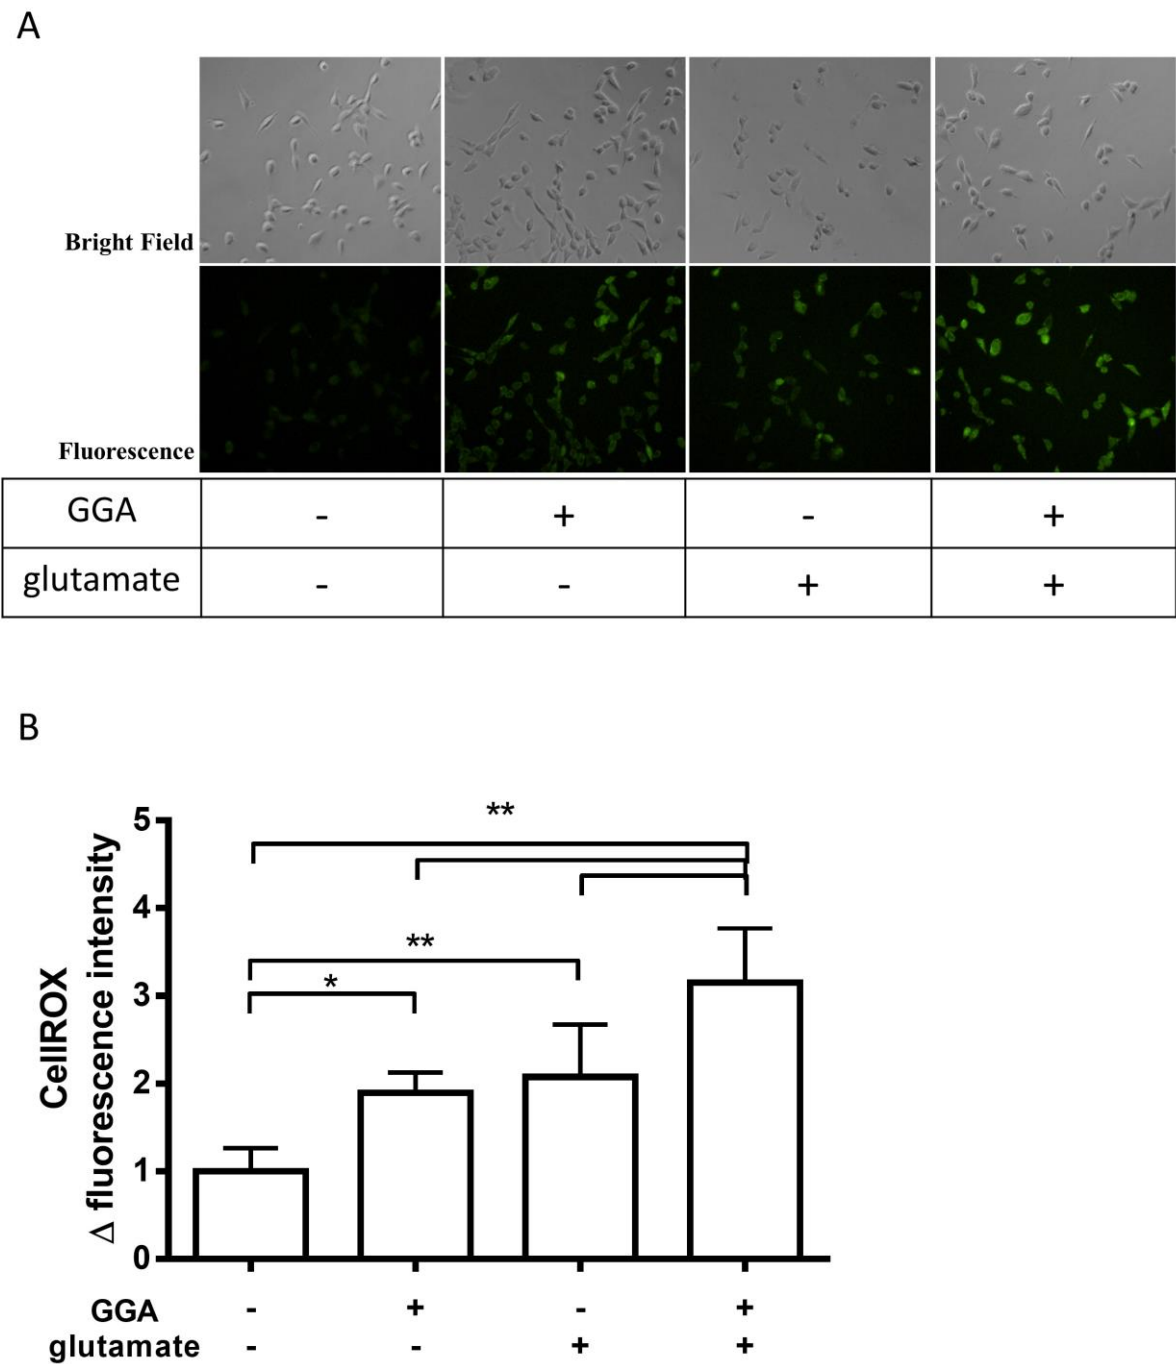 A
Bright Field
Fluorescence
GGA - + - +
glutamate - - + +
B
**
**
*
CellROX
Δ fluorescence intensity
5
4
3
2
1
0
GGA - + - +
glutamate - - + +